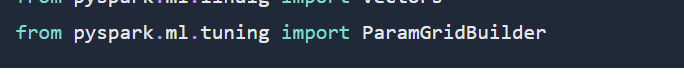 from pyspark.ml.linalg import Vectors
from pyspark.ml.tuning import ParamGridBuilder